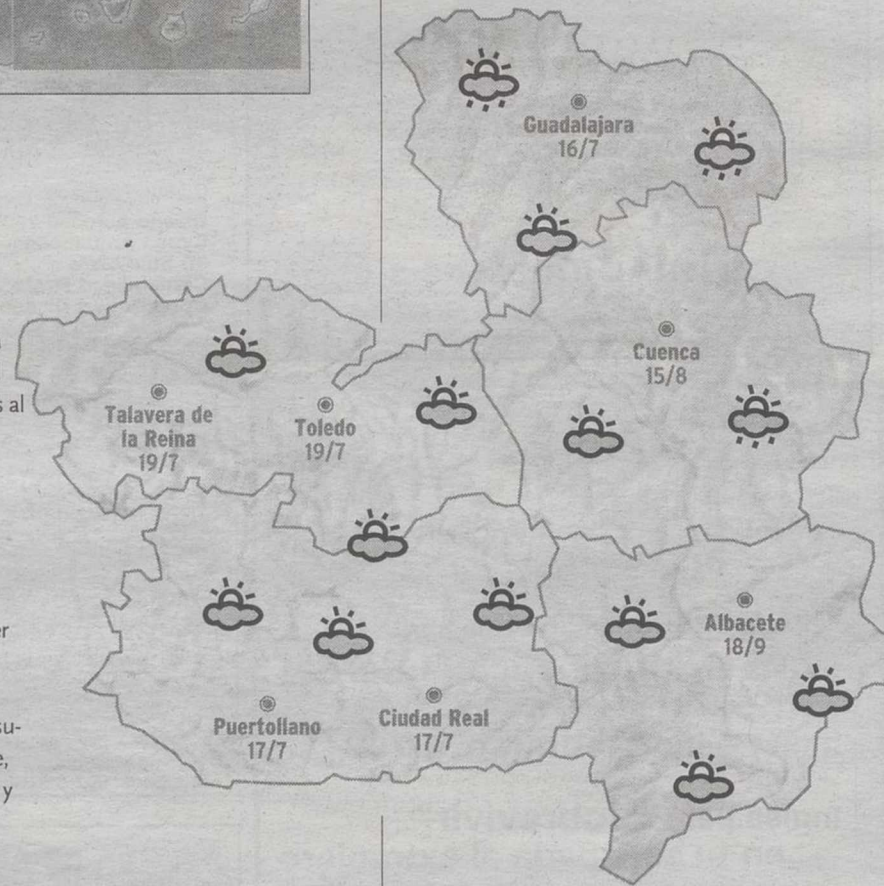 Guadalajara
16/7
Cuenca
15/8
s al
Talavera de
la Reina
19/7
Toledo
19/7
er
Albacete
18/9
su-
e,
y
Puertollano
17/7
Ciudad Real
17/7